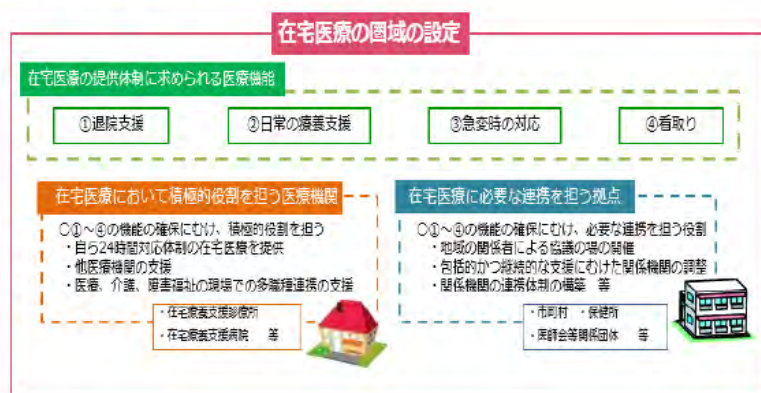 在宅医療の圏域の設定
在宅医療の提供体制に求められる医療機能
①退院支援
②日常の療養支援
③急変時の対応
④看取り
在宅医療において積極的役割を担う医療機関
〇①~④の機能の確保にむけ、積極的役割を担う
・自ら24時間対応体制の在宅医療を提供
・他医療機関の支援
・医療、介護、障害福祉の現場での多職種連携の支援
・在宅療養支援診療所
・在宅療養支援病院 等
在宅医療に必要な連携を担う拠点
〇①~④の機能の確保にむけ、必要な連携を担う役割
・地域の関係者による協議の場の開催
・包括的かつ継続的な支援にむけた関係機関の調整
・関係機関の連携体制の構築 等
・市町村 ・保健所
・医師会等関係団体 等